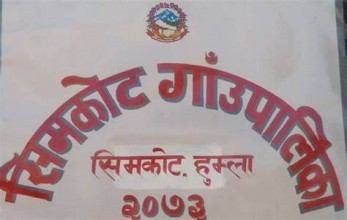 सिमकोट गाँउपालिका
सिमकोट, हुम्ला
२०७३